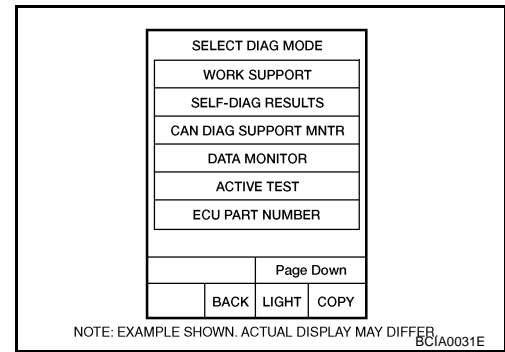 SELECT DIAG MODE
WORK SUPPORT
SELF-DIAG RESULTS
CAN DIAG SUPPORT MNTR
DATA MONITOR
ACTIVE TEST
ECU PART NUMBER
Page Down
BACK LIGHT COPY
NOTE: EXAMPLE SHOWN. ACTUAL DISPLAY MAY DIFFER.
BCIA0031E